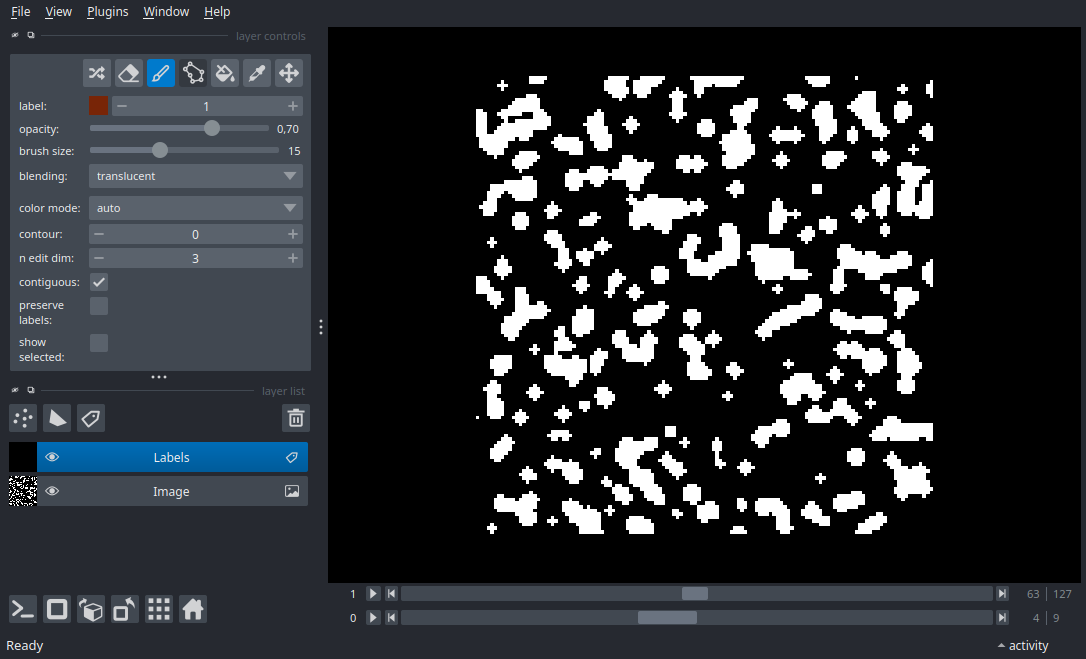 File View Plugins Window Help
layer controls
label: 1
opacity: 0,70
brush size: 15
blending: translucent
color mode: auto
contour: 0
n edit dim: 3
contiguous:
preserve
labels:
show
selected:
layer list
Labels
Image
1 63 127
0 4 9
Ready
activity